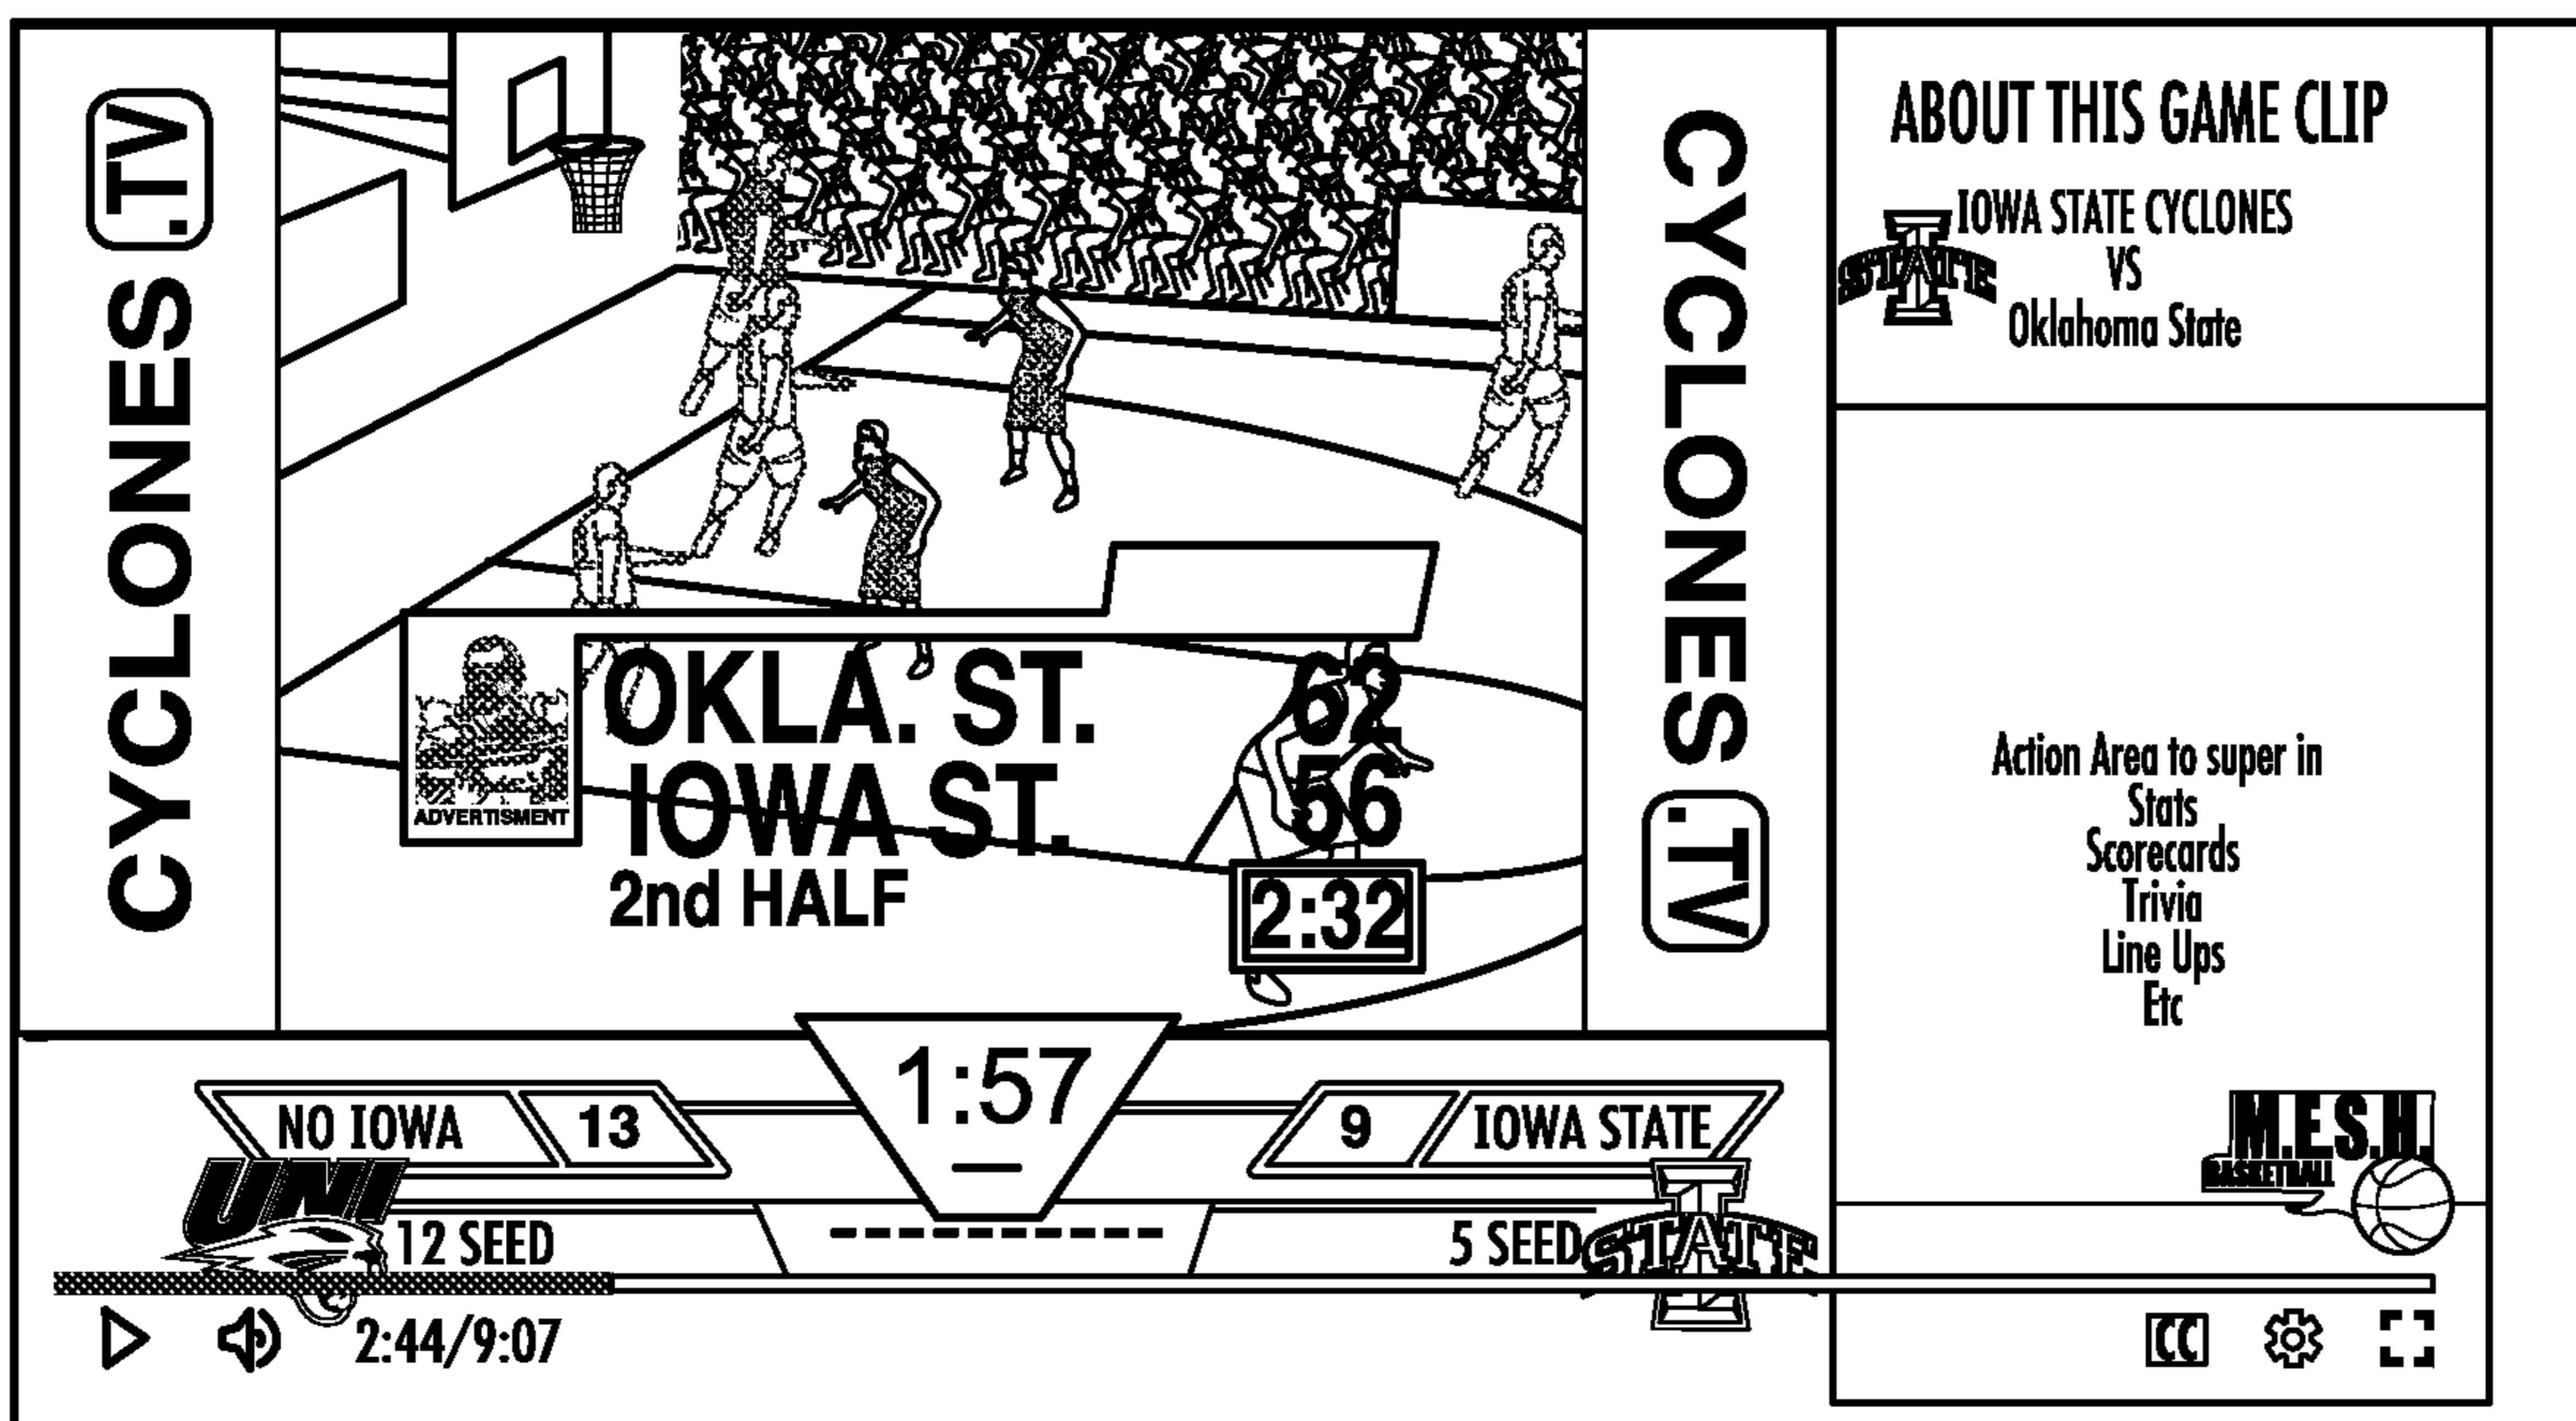 CYCLONES .TV
OKLA. ST. 62
IOWA ST. 56
2nd HALF 2:32
ADVERTISMENT
CYCLONES .TV
ABOUT THIS GAME CLIP
IOWA STATE CYCLONES
VS
Oklahoma State
STATE
Action Area to super in
Stats
Scorecards
Trivia
Line Ups
Etc
M.E.S.H.
BASKETBALL
1:57
NO IOWA 13
9 IOWA STATE
UNI
12 SEED
5 SEED
STATE
2:44/9:07
CC